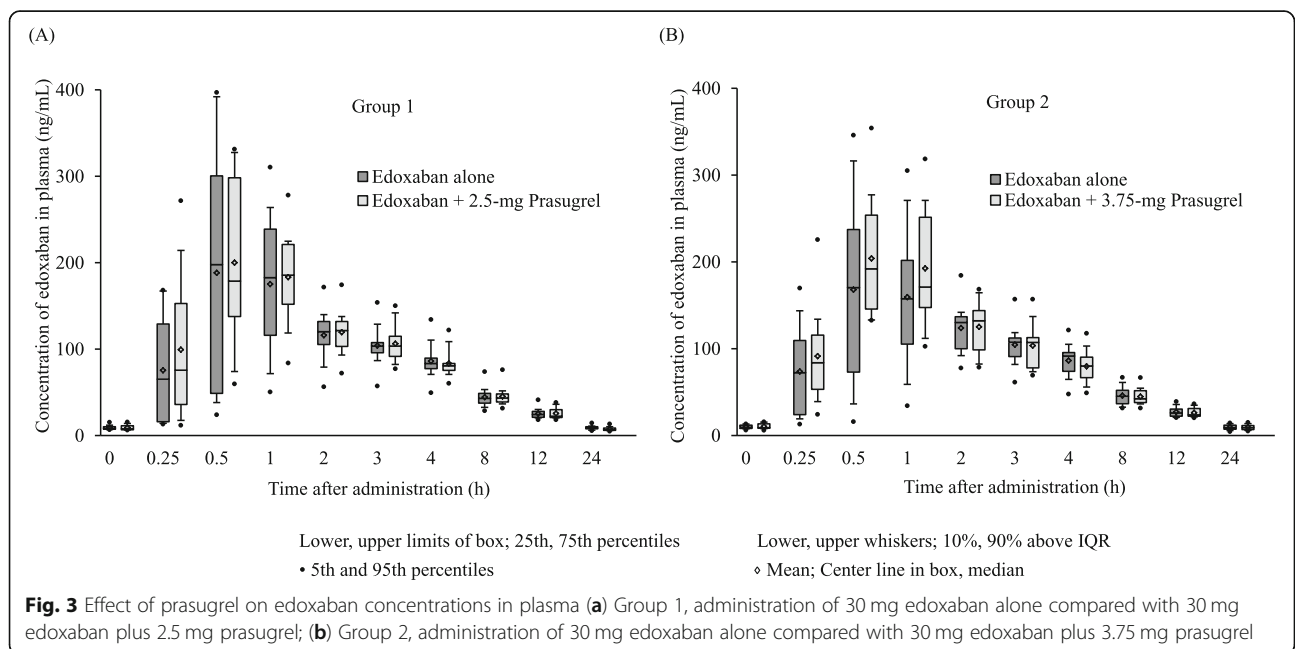 (A)
Concentration of edoxaban in plasma (ng/mL)
400
300
200
100
0
Group 1
Edoxaban alone
Edoxaban + 2.5-mg Prasugrel
0 0.25 0.5 1 2 3 4 8 12 24
Time after administration (h)
(B)
Concentration of edoxaban in plasma (ng/mL)
400
300
200
100
0
Group 2
Edoxaban alone
Edoxaban + 3.75-mg Prasugrel
0 0.25 0.5 1 2 3 4 8 12 24
Time after administration (h)
Lower, upper limits of box; 25th, 75th percentiles
Lower, upper whiskers; 10%, 90% above IQR
• 5th and 95th percentiles
⋄ Mean; Center line in box, median
Fig. 3 Effect of prasugrel on edoxaban concentrations in plasma (a) Group 1, administration of 30 mg edoxaban alone compared with 30 mg
edoxaban plus 2.5 mg prasugrel; (b) Group 2, administration of 30 mg edoxaban alone compared with 30 mg edoxaban plus 3.75 mg prasugrel